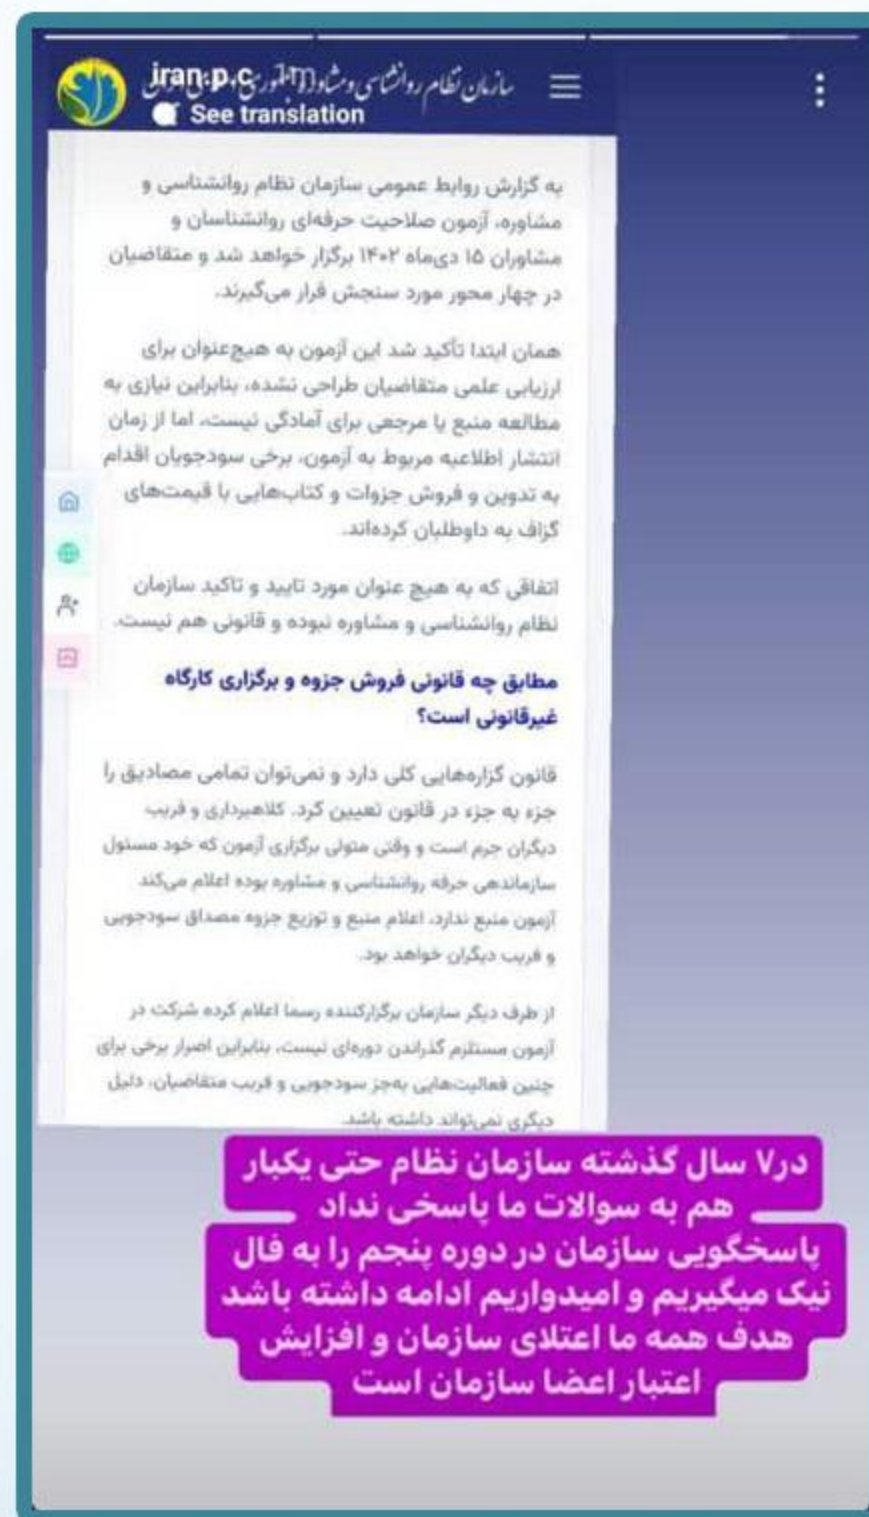 iran.p.c
سازمان نظام روانشناسی و مشاوره
See translation
به گزارش روابط عمومی سازمان نظام روانشناسی و
مشاوره، آزمون صلاحیت حرفه‌ای روانشناسان و
مشاوران ۱۵ دی‌ماه ۱۴۰۲ برگزار خواهد شد و متقاضیان
در چهار محور مورد سنجش قرار می‌گیرند.
همان ابتدا تأکید شد این آزمون به هیچ‌عنوان برای
ارزیابی علمی متقاضیان طراحی نشده، بنابراین نیازی به
مطالعه منبع یا مرجعی برای آمادگی نیست، اما از زمان
انتشار اطلاعیه مربوط به آزمون، برخی سودجویان اقدام
به تدوین و فروش جزوات و کتاب‌هایی با قیمت‌های
گزاف به داوطلبان کرده‌اند.
اتفاقی که به هیچ عنوان مورد تایید و تاکید سازمان
نظام روانشناسی و مشاوره نبوده و قانونی هم نیست.
مطابق چه قانونی فروش جزوه و برگزاری کارگاه
غیرقانونی است؟
قانون گزاره‌هایی کلی دارد و نمی‌توان تمامی مصادیق را
جزء به جزء در قانون تعیین کرد. کلاهبرداری و فریب
دیگران جرم است و وقتی متولی برگزاری آزمون که خود مسئول
سازماندهی حرفه روانشناسی و مشاوره بوده اعلام می‌کند
آزمون منبع ندارد، اعلام منبع و توزیع جزوه مصداق سودجویی
و فریب دیگران خواهد بود.
از طرف دیگر سازمان برگزارکننده رسما اعلام کرده شرکت در
آزمون مستلزم گذراندن دوره‌ای نیست، بنابراین اصرار برخی برای
چنین فعالیت‌هایی به‌جز سودجویی و فریب متقاضیان، دلیل
دیگری نمی‌تواند داشته باشد.
در۷ سال گذشته سازمان نظام حتی یکبار
هم به سوالات ما پاسخی نداد
پاسخگویی سازمان در دوره پنجم را به فال
نیک میگیریم و امیدواریم ادامه داشته باشد
هدف همه ما اعتلای سازمان و افزایش
اعتبار اعضا سازمان است